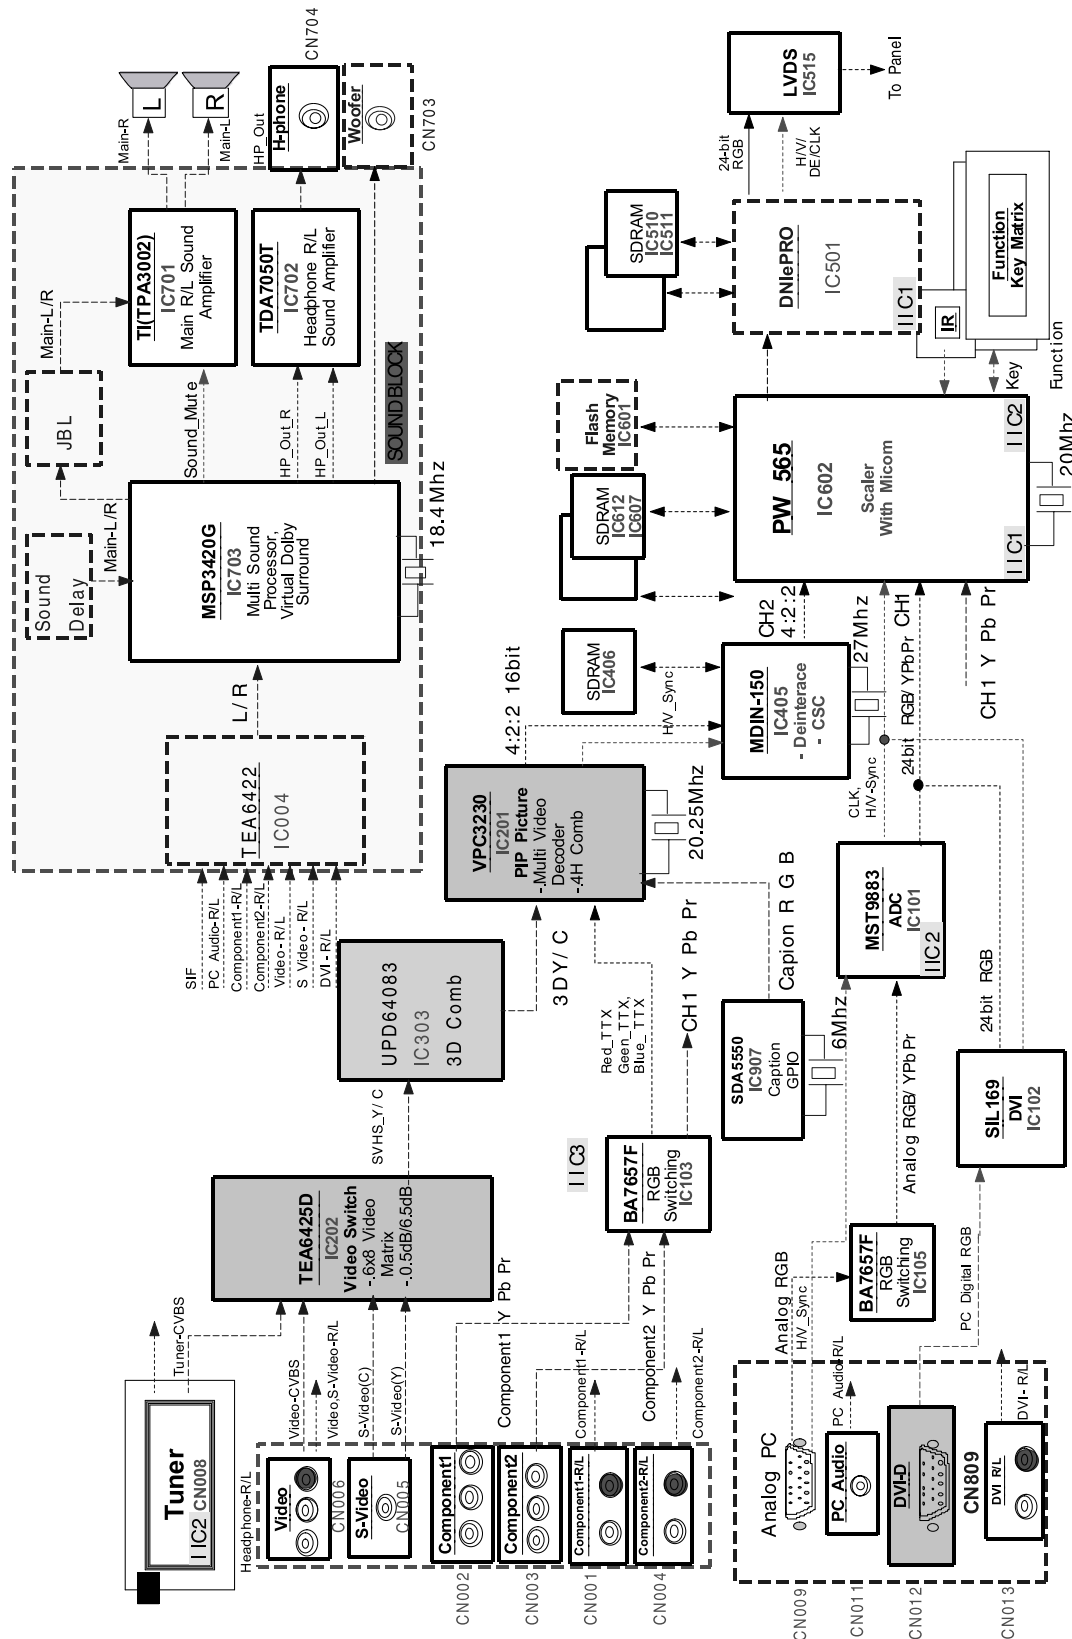 Tuner
IIC2 CN008
Headphone-R/L
Tuner-CVBS
Video
CN006
Video-CVBS
Video,S-Video-R/L
S-Video
CN005
S-Video(C)
S-Video(Y)
Component1
CN002
Component1 Y Pb Pr
Component2
CN003
Component2 Y Pb Pr
Component1-R/L
CN001
Component1-R/L
Component2-R/L
CN004
Component2-R/L
Analog PC
CN009
Analog RGB
H/V_Sync
PC Audio
CN011
PC Audio-R/L
DVI-D
CN012
CN809
PC Digital RGB
DVI R/L
CN013
DVI- R/L
TEA6425D
IC202
Video Switch
-.6x8 Video
Matrix
-.0.5dB/6.5dB
SVHS_Y/ C
UPD64083
IC303
3D Comb
3DY/ C
IIC3
BA7657F
RGB
Switching
IC103
Red_TTX,
Geen_TTX,
Blue_TTX
CH1 Y Pb Pr
BA7657F
RGB
Switching
IC105
Analog RGB/ YPbPr
SIL169
DVI
IC102
24bit RGB
SDA5550
IC907
Caption
GPIO
6Mhz
Capion R G B
MST9883
ADC
IC101
IIC2
CLK,
H/V-Sync
24bit RGB/ YPbPr CH1
CH1 Y Pb Pr
VPC3230
IC201
PIP Picture
-.Multi Video
Decoder
-.4H Comb
20.25Mhz
4:2:2 16bit
H/V_Sync
SDRAM
IC406
MDIN-150
IC405
- Deinterace
- CSC
27Mhz
CH2
4:2:2
SDRAM
IC612
IC607
Flash
Memory
IC601
PW 565
IC602
Scaler
With Micom
IIC1
IIC2
20Mhz
SDRAM
IC510
IC511
DNIePRO
IC501
IIC1
IR
Function
Key Matrix
Key
Function
24-bit
RGB
H/V/
DE/CLK
LVDS
IC515
To Panel
SIF
PC Audio-R/L
Component1-R/L
Component2-R/L
Video - R/L
S Video - R/L
DVI - R/L
TEA6422
IC004
L/ R
Sound
Delay
MSP3420G
IC703
Multi Sound
Processor,
Virtual Dolby
Surround
18.4Mhz
Main-L/R
JBL
Main-L/R
Sound_Mute
HP_Out_R
HP_Out_L
SOUND BLOCK
TI(TPA3002)
IC701
Main R/L Sound
Amplifier
TDA7050T
IC702
Headphone R/L
Sound Amplifier
Main-R
Main-L
L
R
HP_Out
H-phone
CN704
Woofer
CN703